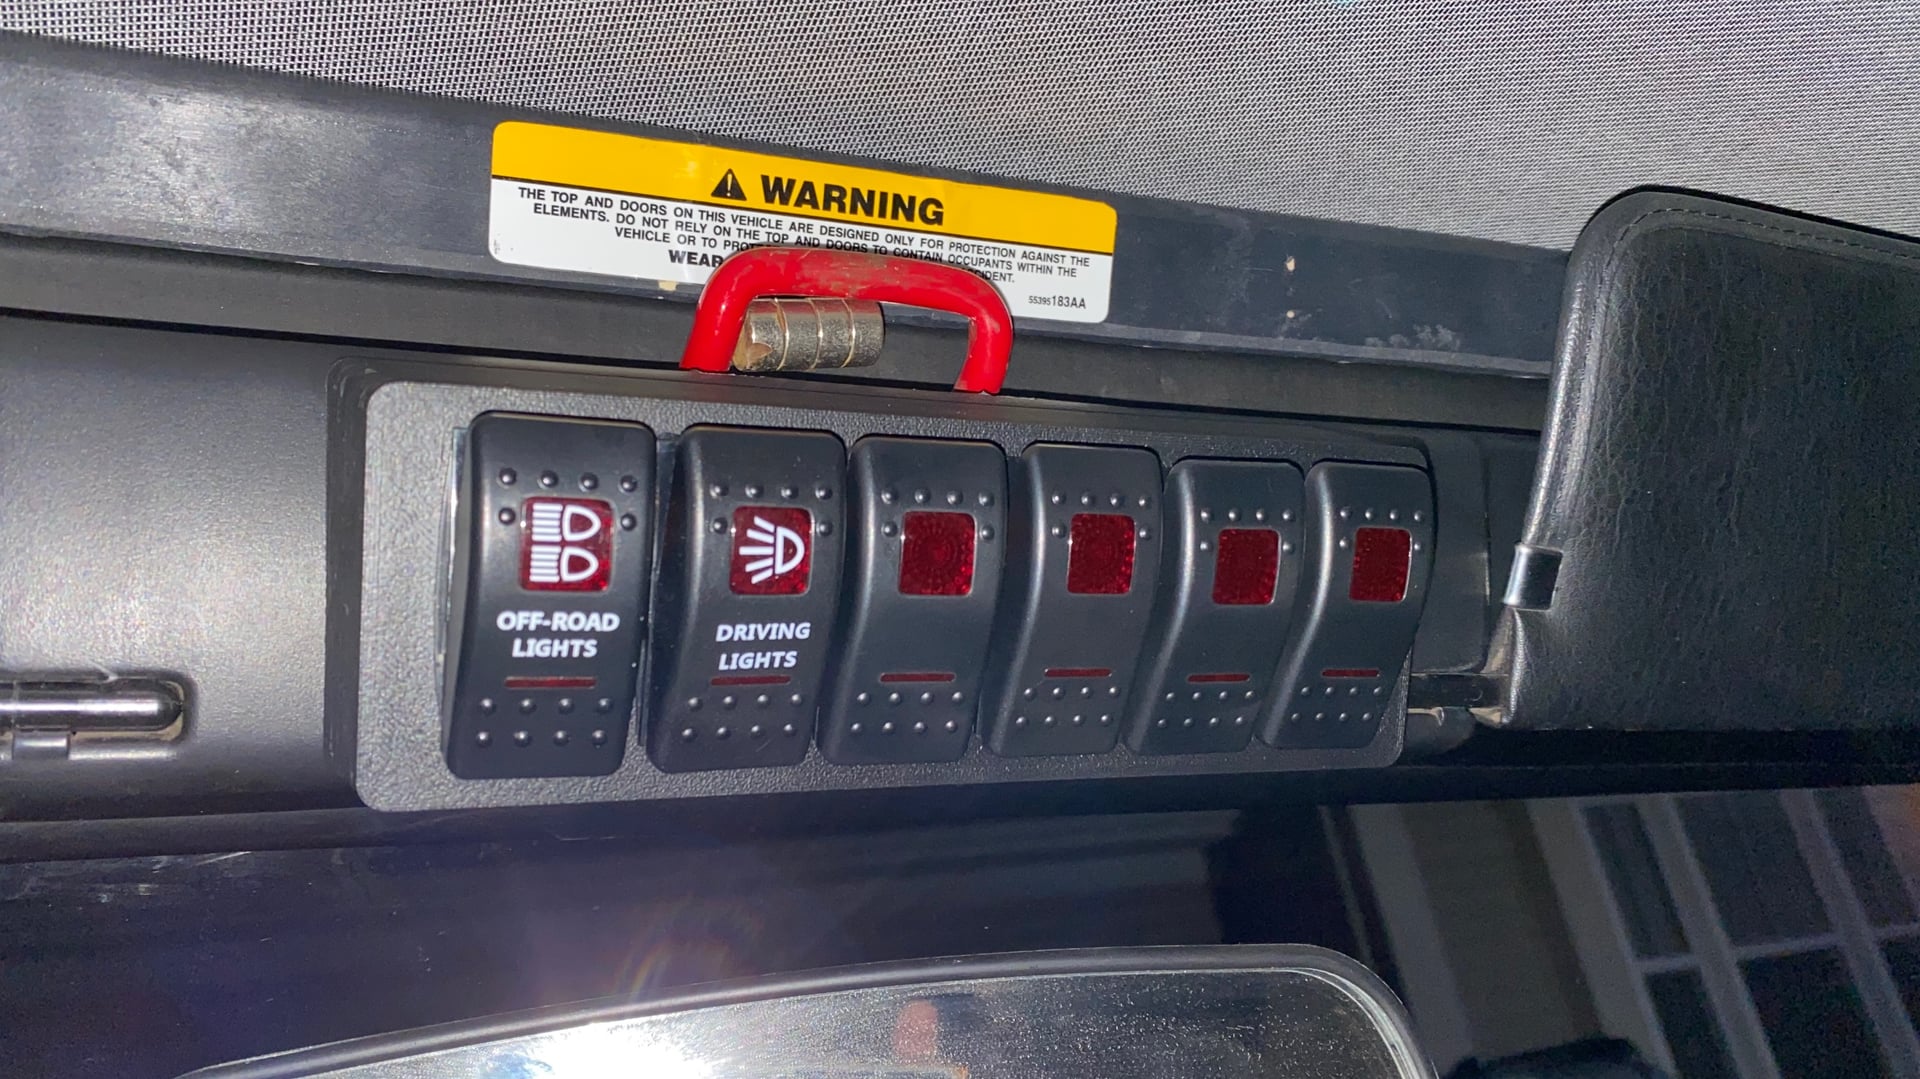 WARNING
THE TOP AND DOORS ON THIS VEHICLE ARE DESIGNED ONLY FOR PROTECTION AGAINST THE
ELEMENTS. DO NOT RELY ON THE TOP AND DOORS TO CONTAIN OCCUPANTS WITHIN THE
VEHICLE OR TO
WEAR
55395183AA
OFF-ROAD
LIGHTS
DRIVING
LIGHTS